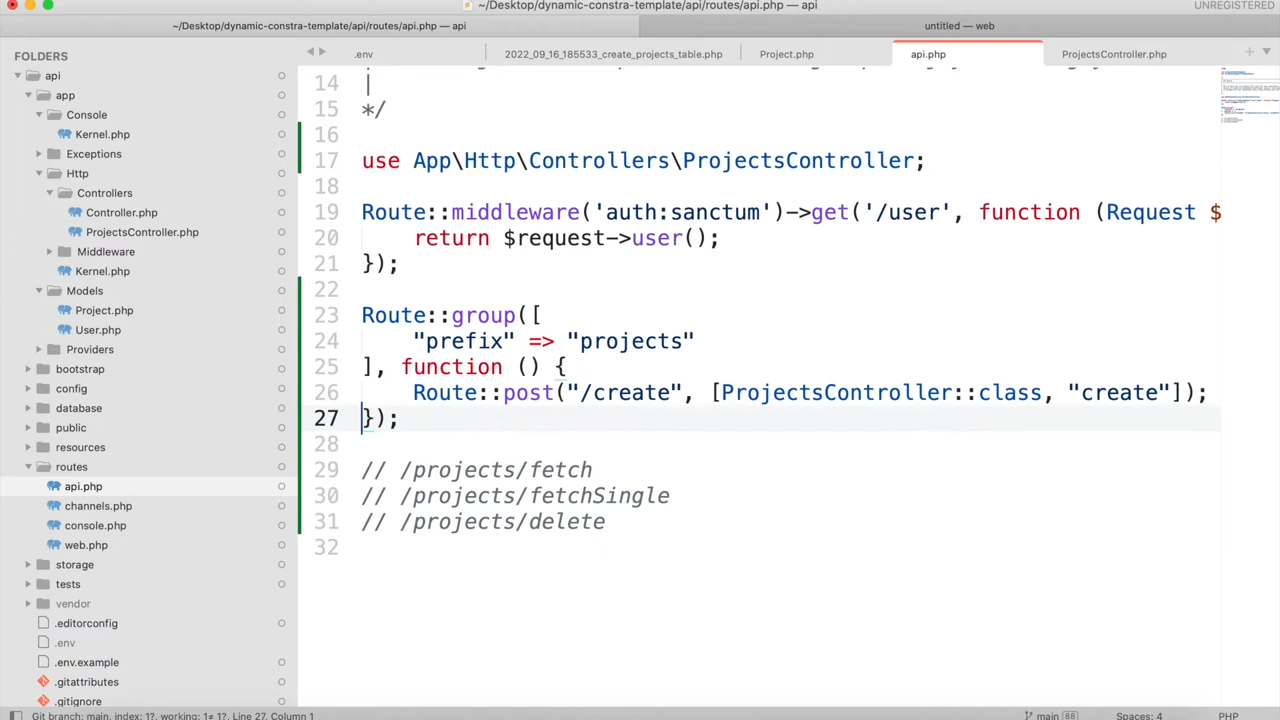 ~/Desktop/dynamic-constra-template/api/routes/api.php — api
UNREGISTERED
~/Desktop/dynamic-constra-template/api/routes/api.php — api
untitled — web
FOLDERS
.env
2022_09_16_185533_create_projects_table.php
Project.php
api.php
ProjectsController.php
api
app
Console
Kernel.php
Exceptions
Http
Controllers
Controller.php
ProjectsController.php
Middleware
Kernel.php
Models
Project.php
User.php
Providers
bootstrap
config
database
public
resources
routes
api.php
channels.php
console.php
web.php
storage
tests
vendor
.editorconfig
.env
.env.example
.gitattributes
.gitignore
14 |
15 */
16
17 use App\Http\Controllers\ProjectsController;
18
19 Route::middleware('auth:sanctum')->get('/user', function (Request $
20 return $request->user();
21 });
22
23 Route::group([
24 "prefix" => "projects"
25 ], function () {
26 Route::post("/create", [ProjectsController::class, "create"]);
27 });
28
29 // /projects/fetch
30 // /projects/fetchSingle
31 // /projects/delete
32
Git branch: main, index: 1?, working: 1≠ 1?, Line 27, Column 1
main 88
Spaces: 4
PHP